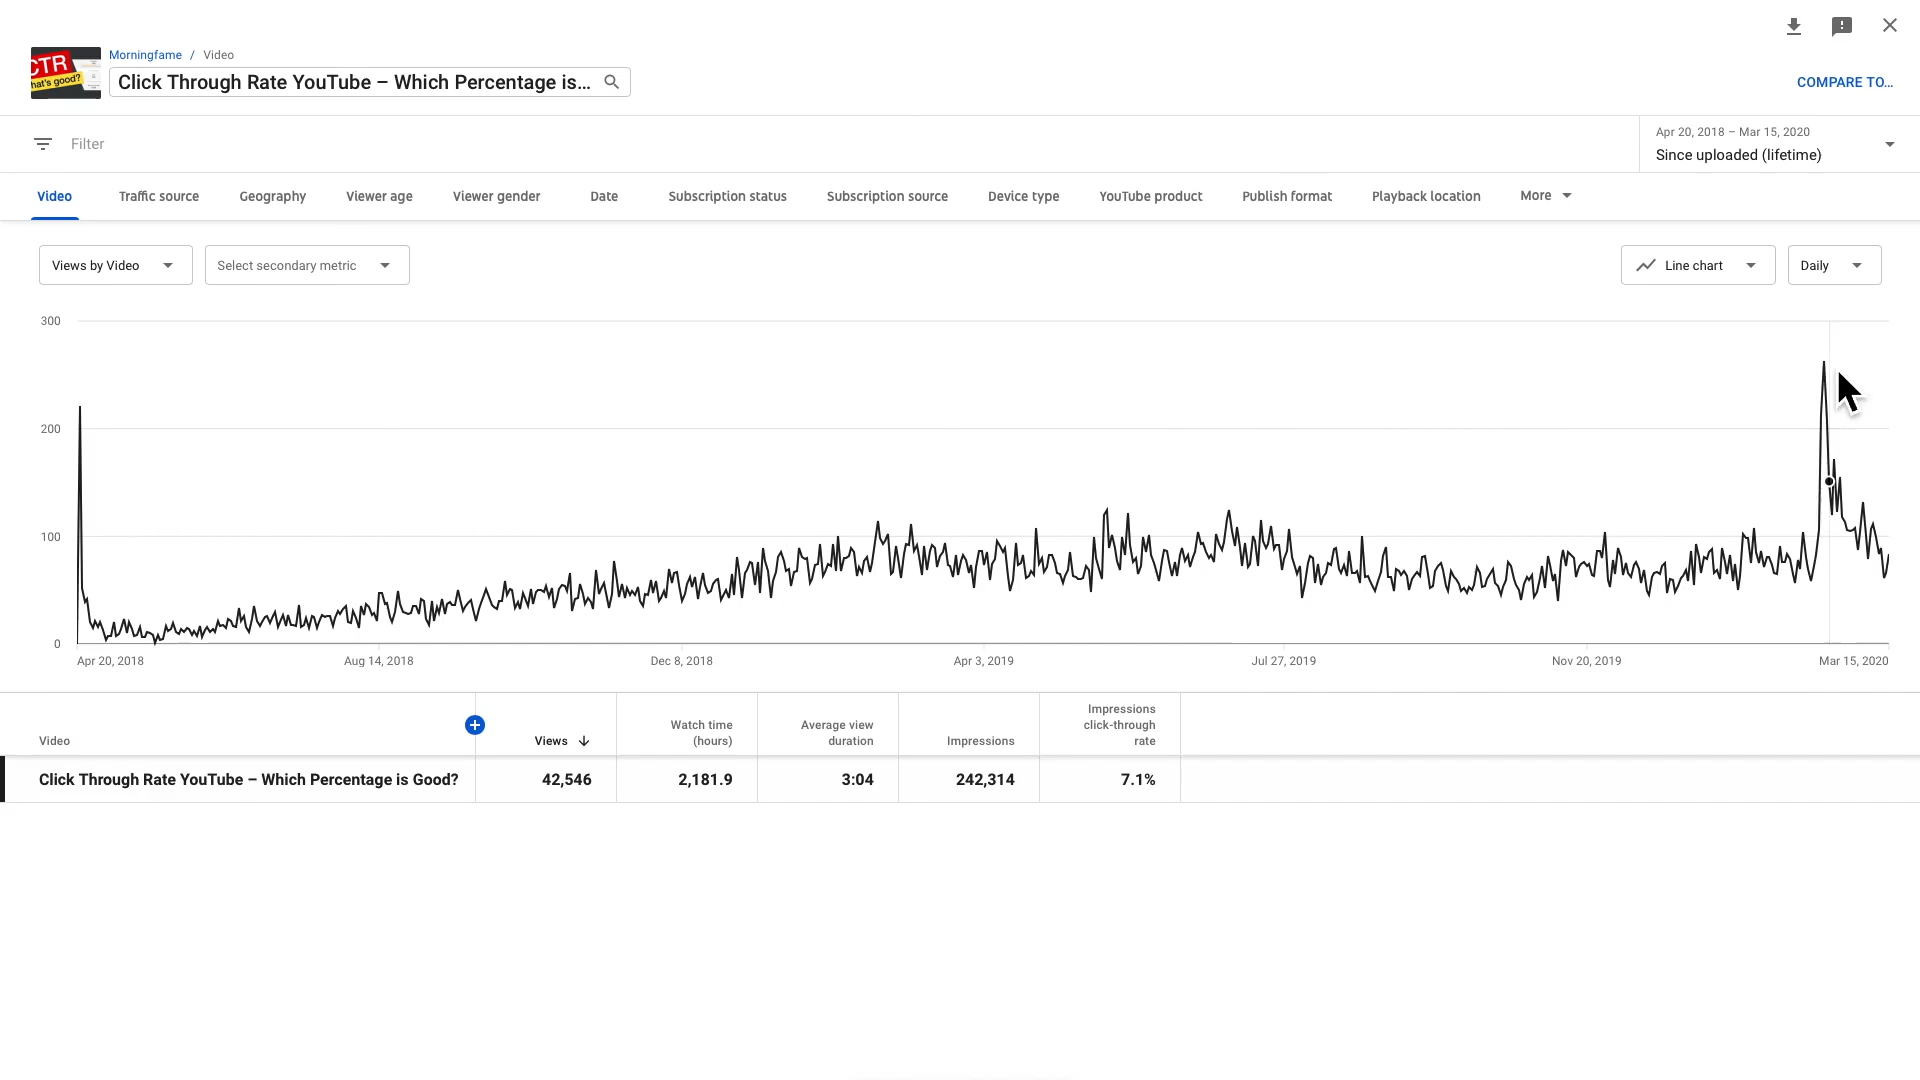 Morningfame / Video
CTR
hat's good?
Click Through Rate YouTube – Which Percentage is...
COMPARE TO...
Filter
Apr 20, 2018 – Mar 15, 2020
Since uploaded (lifetime)
Video Traffic source Geography Viewer age Viewer gender Date Subscription status Subscription source Device type YouTube product Publish format Playback location More
Views by Video Select secondary metric Line chart Daily
300
200
100
0
Apr 20, 2018 Aug 14, 2018 Dec 8, 2018 Apr 3, 2019 Jul 27, 2019 Nov 20, 2019 Mar 15, 2020
Video Views Watch time (hours) Average view duration Impressions Impressions click-through rate
Click Through Rate YouTube – Which Percentage is Good? 42,546 2,181.9 3:04 242,314 7.1%